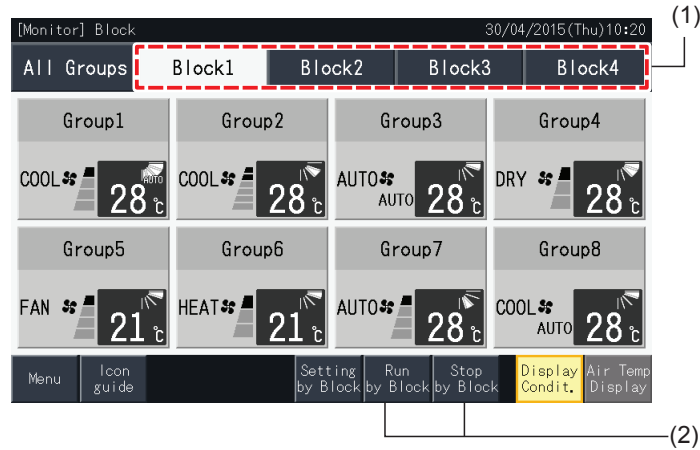 (1)
[Monitor] Block 30/04/2015(Thu)10:20
All Groups Block1 Block2 Block3 Block4
Group1 Group2 Group3 Group4
COOL AUTO 28℃ COOL 28℃ AUTO AUTO 28℃ DRY 28℃
Group5 Group6 Group7 Group8
FAN 21℃ HEAT 21℃ AUTO 28℃ COOL AUTO 28℃
Menu Icon guide Setting by Block Run by Block Stop by Block Display Condit. Air Temp Display
(2)